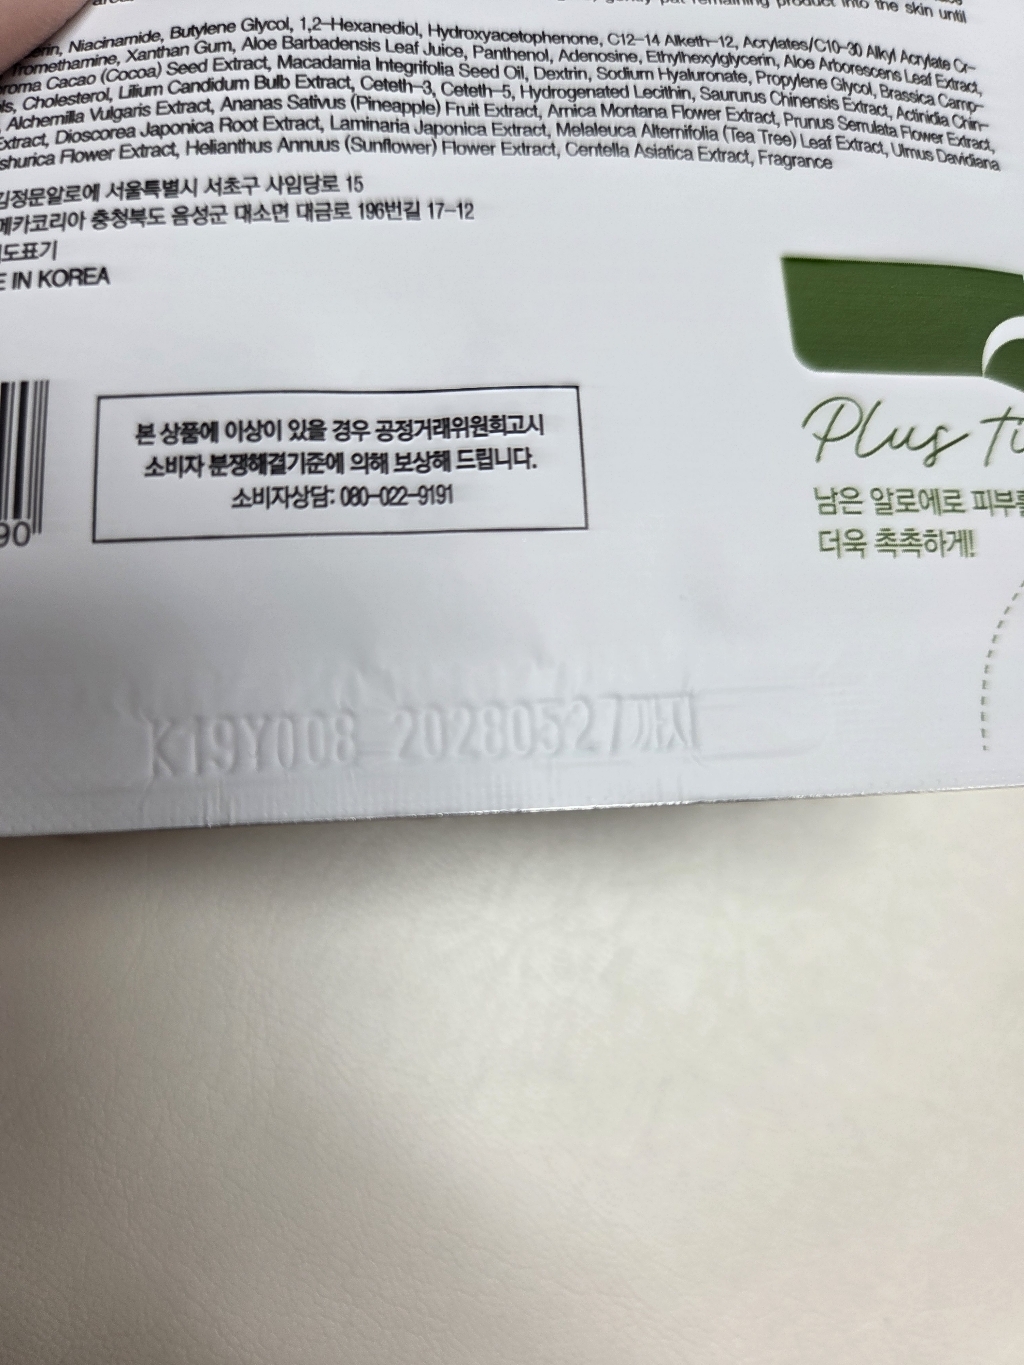 the skin until
Niacinamide, Butylene Glycol, 1,2-Hexanediol, Hydroxyacetophenone, C12-14 Alketh-12, Acrylates/C10-30 Alkyl Acrylate Cr-
Tromethamine, Xanthan Gum, Aloe Barbadensis Leaf Juice, Panthenol, Adenosine, Ethylhexylglycerin, Aloe Arborescens Leaf Extract,
roma Cacao (Cocoa) Seed Extract, Macadamia Integrifolia Seed Oil, Dextrin, Sodium Hyaluronate, Propylene Glycol, Brassica Camp-
ls, Cholesterol, Lilium Candidum Bulb Extract, Ceteth-3, Ceteth-5, Hydrogenated Lecithin, Saururus Chinensis Extract, Actinidia Chin-
, Alchemilla Vulgaris Extract, Ananas Sativus (Pineapple) Fruit Extract, Arnica Montana Flower Extract, Prunus Serrulata Flower Extract,
Extract, Dioscorea Japonica Root Extract, Laminaria Japonica Extract, Melaleuca Alternifolia (Tea Tree) Leaf Extract, Ulmus Davidiana
shurica Flower Extract, Helianthus Annuus (Sunflower) Flower Extract, Centella Asiatica Extract, Fragrance
김정문알로에 서울특별시 서초구 사임당로 15
메카코리아 충청북도 음성군 대소면 대금로 196번길 17-12
도표기
E IN KOREA
90
본 상품에 이상이 있을 경우 공정거래위원회고시
소비자 분쟁해결기준에 의해 보상해 드립니다.
소비자상담: 080-022-9191
Plus ti
남은 알로에로 피부를
더욱 촉촉하게!
K19Y008 20280527까지